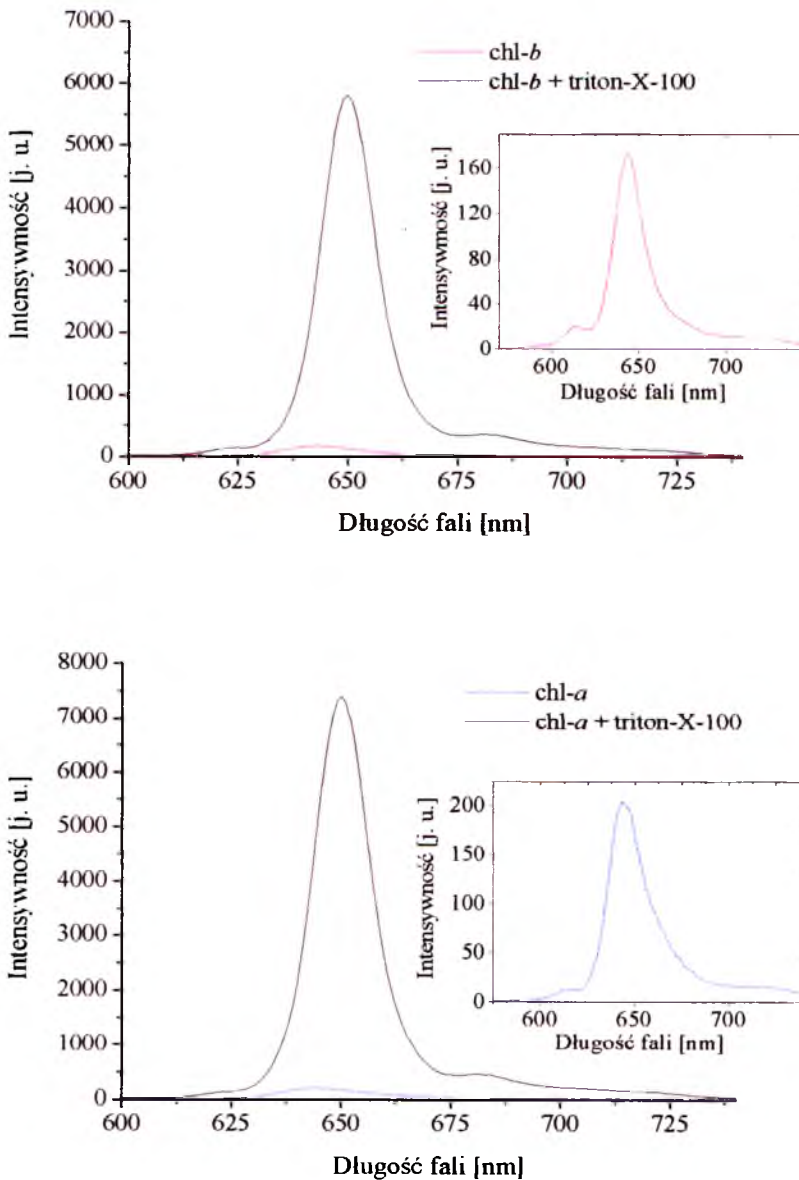 7000
6000
5000
4000
3000
2000
1000
0
Intensywmość [j. u.]
600 625 650 675 700 725
Długość fali [nm]
chl-b
chl-b + triton-X-100
160
120
80
40
0
Intensywmość [j. u.]
600 650 700
Długość fali [nm]
8000
7000
6000
5000
4000
3000
2000
1000
0
Intensywność [j. u.]
600 625 650 675 700 725
Długość fali [nm]
chl-a
chl-a + triton-X-100
200
150
100
50
0
Intensywność [j. u.]
600 650 700
Długość fali [nm]